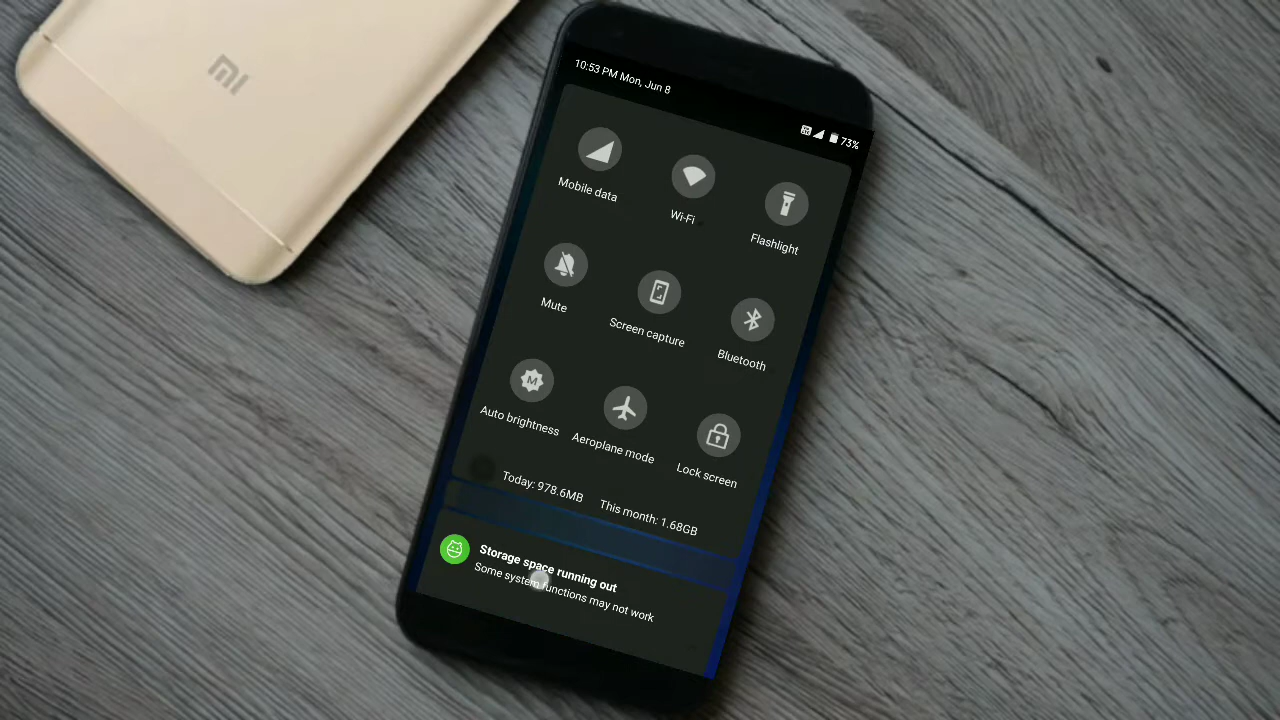 MI
10:53 PM Mon, Jun 8
73%
Mobile data
Wi-Fi
Flashlight
Mute
Screen capture
Bluetooth
M
Auto brightness
Aeroplane mode
Lock screen
Today: 978.6MB This month: 1.68GB
Storage space running out
Some system functions may not work